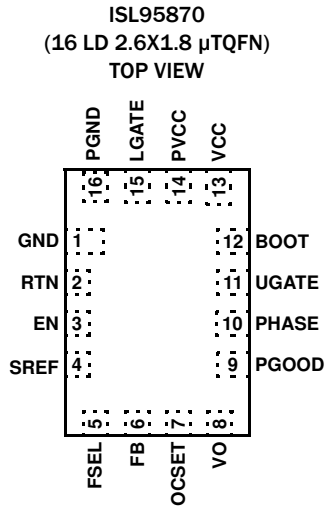 ISL95870
(16 LD 2.6X1.8 µTQFN)
TOP VIEW
PGND
LGATE
PVCC
VCC
16
15
14
13
GND 1
12 BOOT
RTN 2
11 UGATE
EN 3
10 PHASE
SREF 4
9 PGOOD
5
6
7
8
FSEL
FB
OCSET
VO